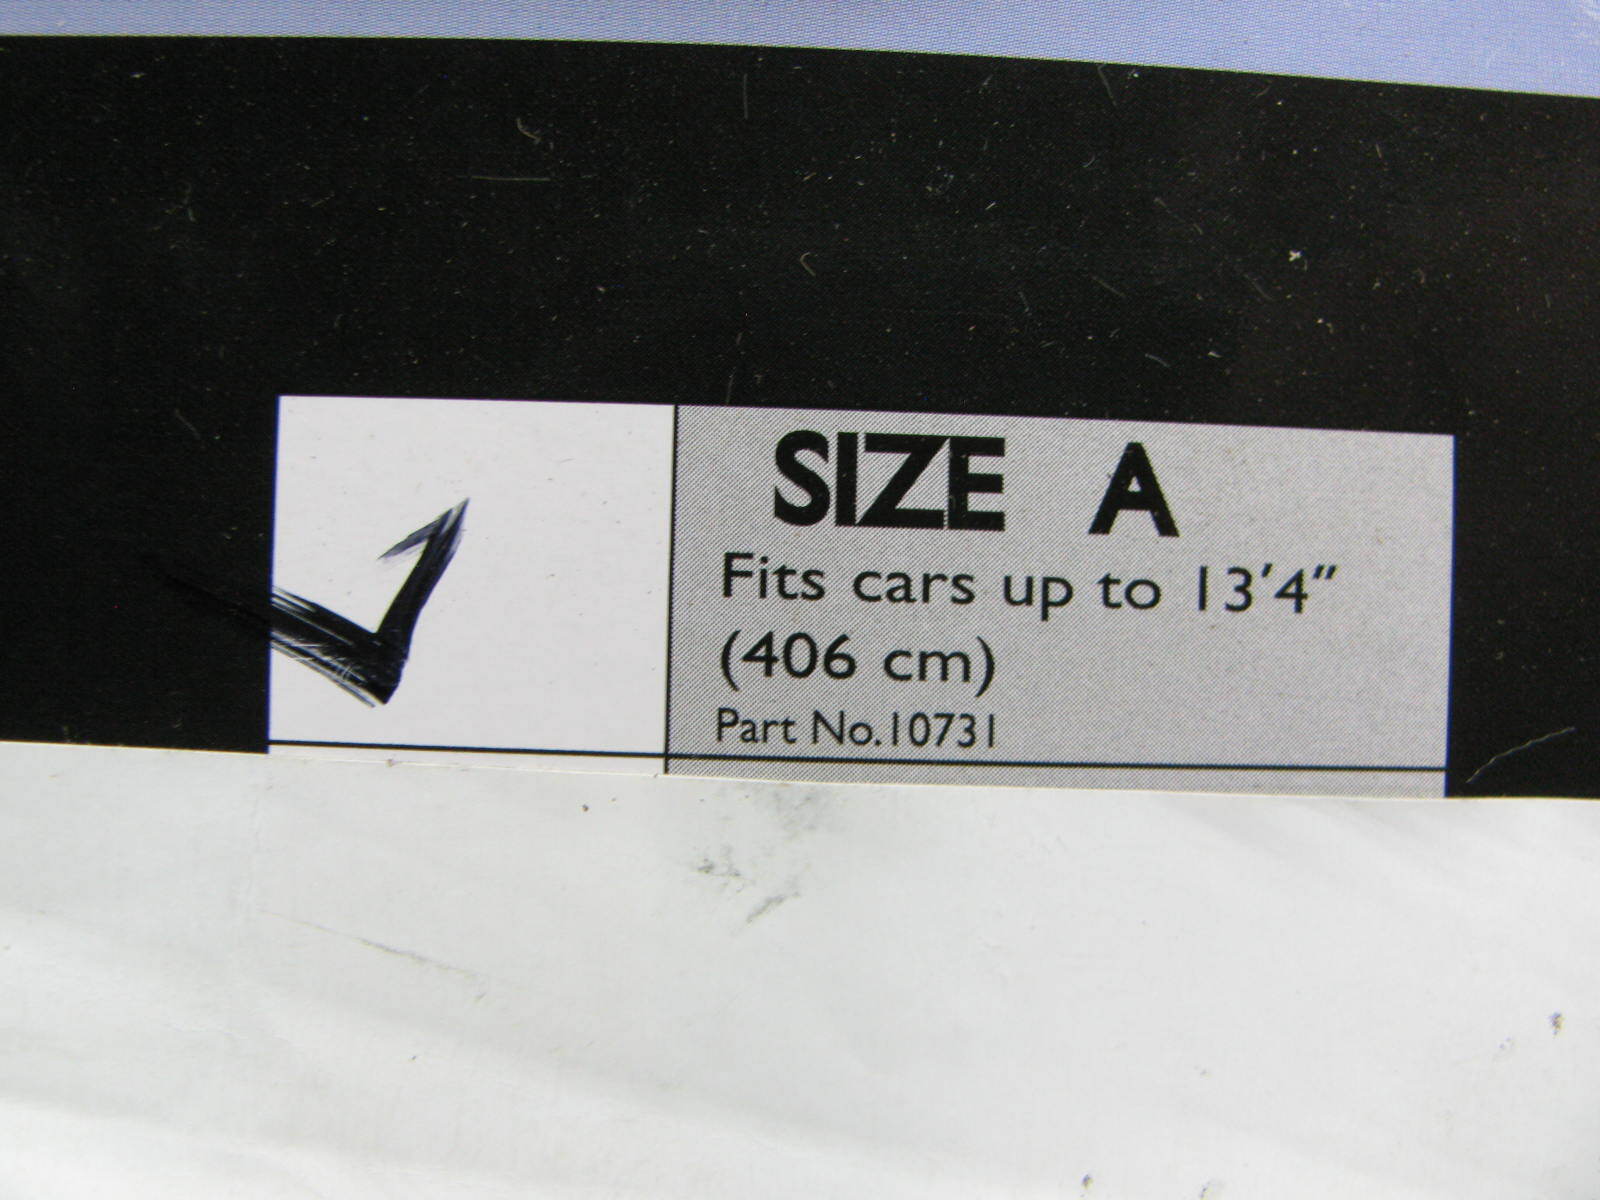 SIZE A
Fits cars up to 13'4"
(406 cm)
Part No.10731